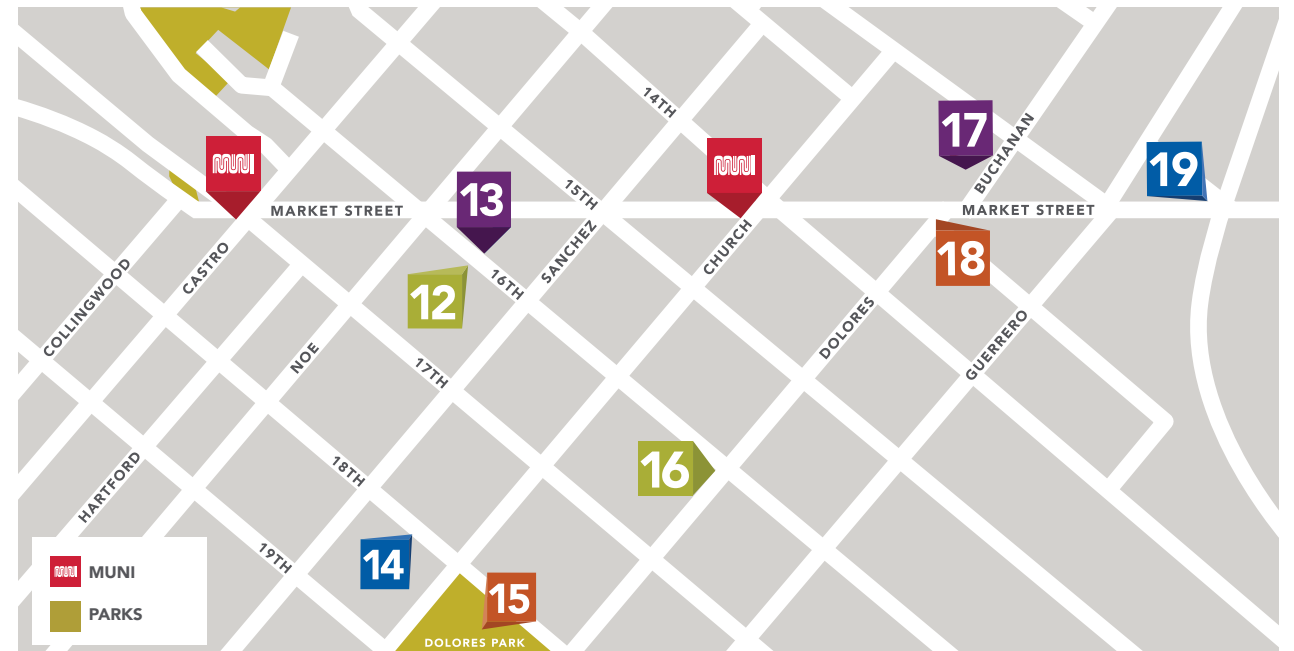 14TH
17
BUCHANAN
MUNI
MUNI
19
13
15TH
MARKET STREET
MARKET STREET
SANCHEZ
CHURCH
CASTRO
18
16TH
12
COLLINGWOOD
DOLORES
GUERRERO
NOE
17TH
16
18TH
HARTFORD
19TH
14
15
MUNI
MUNI
PARKS
DOLORES PARK